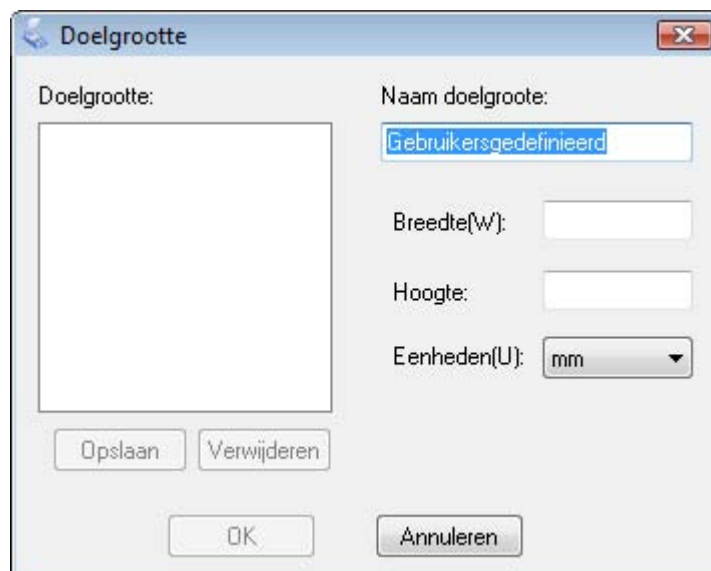 Doelgrootte
Doelgrootte:
Naam doelgroote:
Gebruikersgedefinieerd
Breedte(W):
Hoogte:
Eenheden(U):
mm
Opslaan
Verwijderen
OK
Annuleren